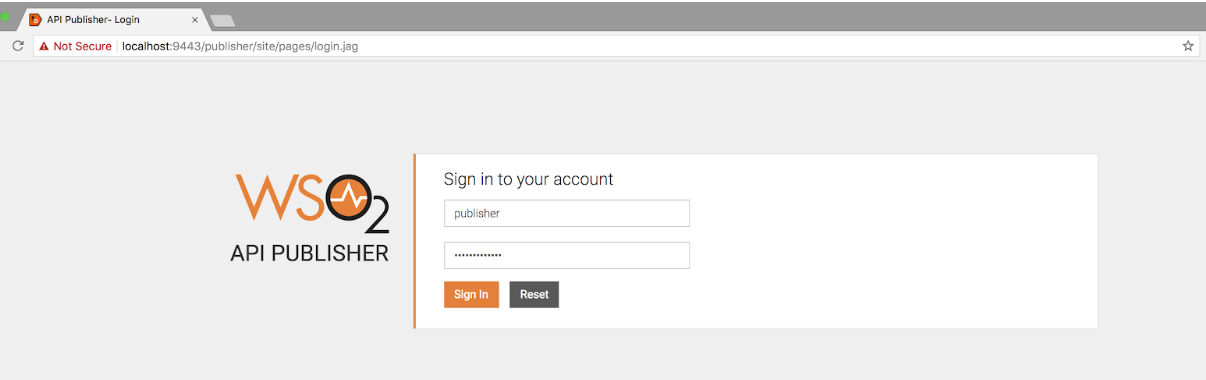 API Publisher- Login
Not Secure localhost:9443/publisher/site/pages/login.jag
WSO2
API PUBLISHER
Sign in to your account
publisher
•••••••••••••
Sign In Reset